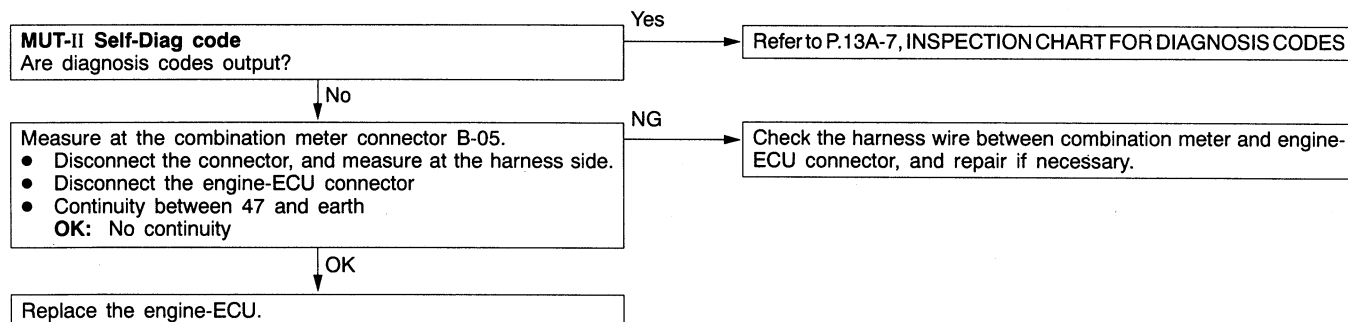 MUT-II Self-Diag code
Are diagnosis codes output?
Yes
Refer to P.13A-7, INSPECTION CHART FOR DIAGNOSIS CODES
No
Measure at the combination meter connector B-05.
● Disconnect the connector, and measure at the harness side.
● Disconnect the engine-ECU connector
● Continuity between 47 and earth
OK: No continuity
NG
Check the harness wire between combination meter and engine-
ECU connector, and repair if necessary.
OK
Replace the engine-ECU.